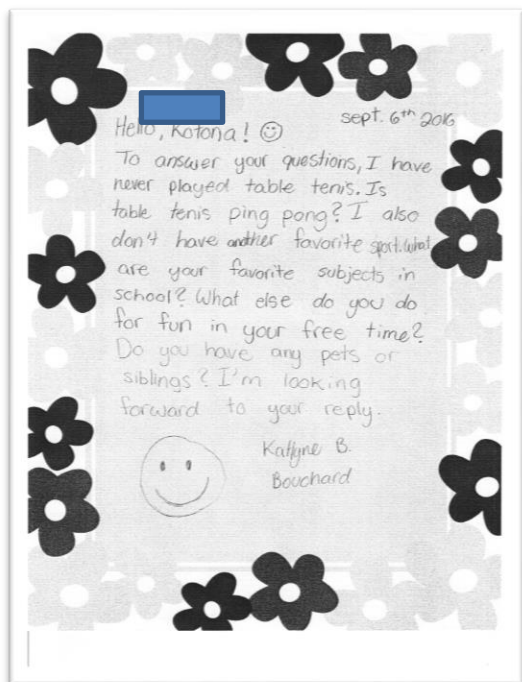 sept. 6th 2016
Hello, Kotona! ☺
To answer your questions, I have
never played table tenis. Is
table tenis ping pong? I also
don't have another favorite sport. What
are your favorite subjects in
school? What else do you do
for fun in your free time?
Do you have any pets or
siblings? I'm looking
forward to your reply.
Katlyne B.
Bouchard